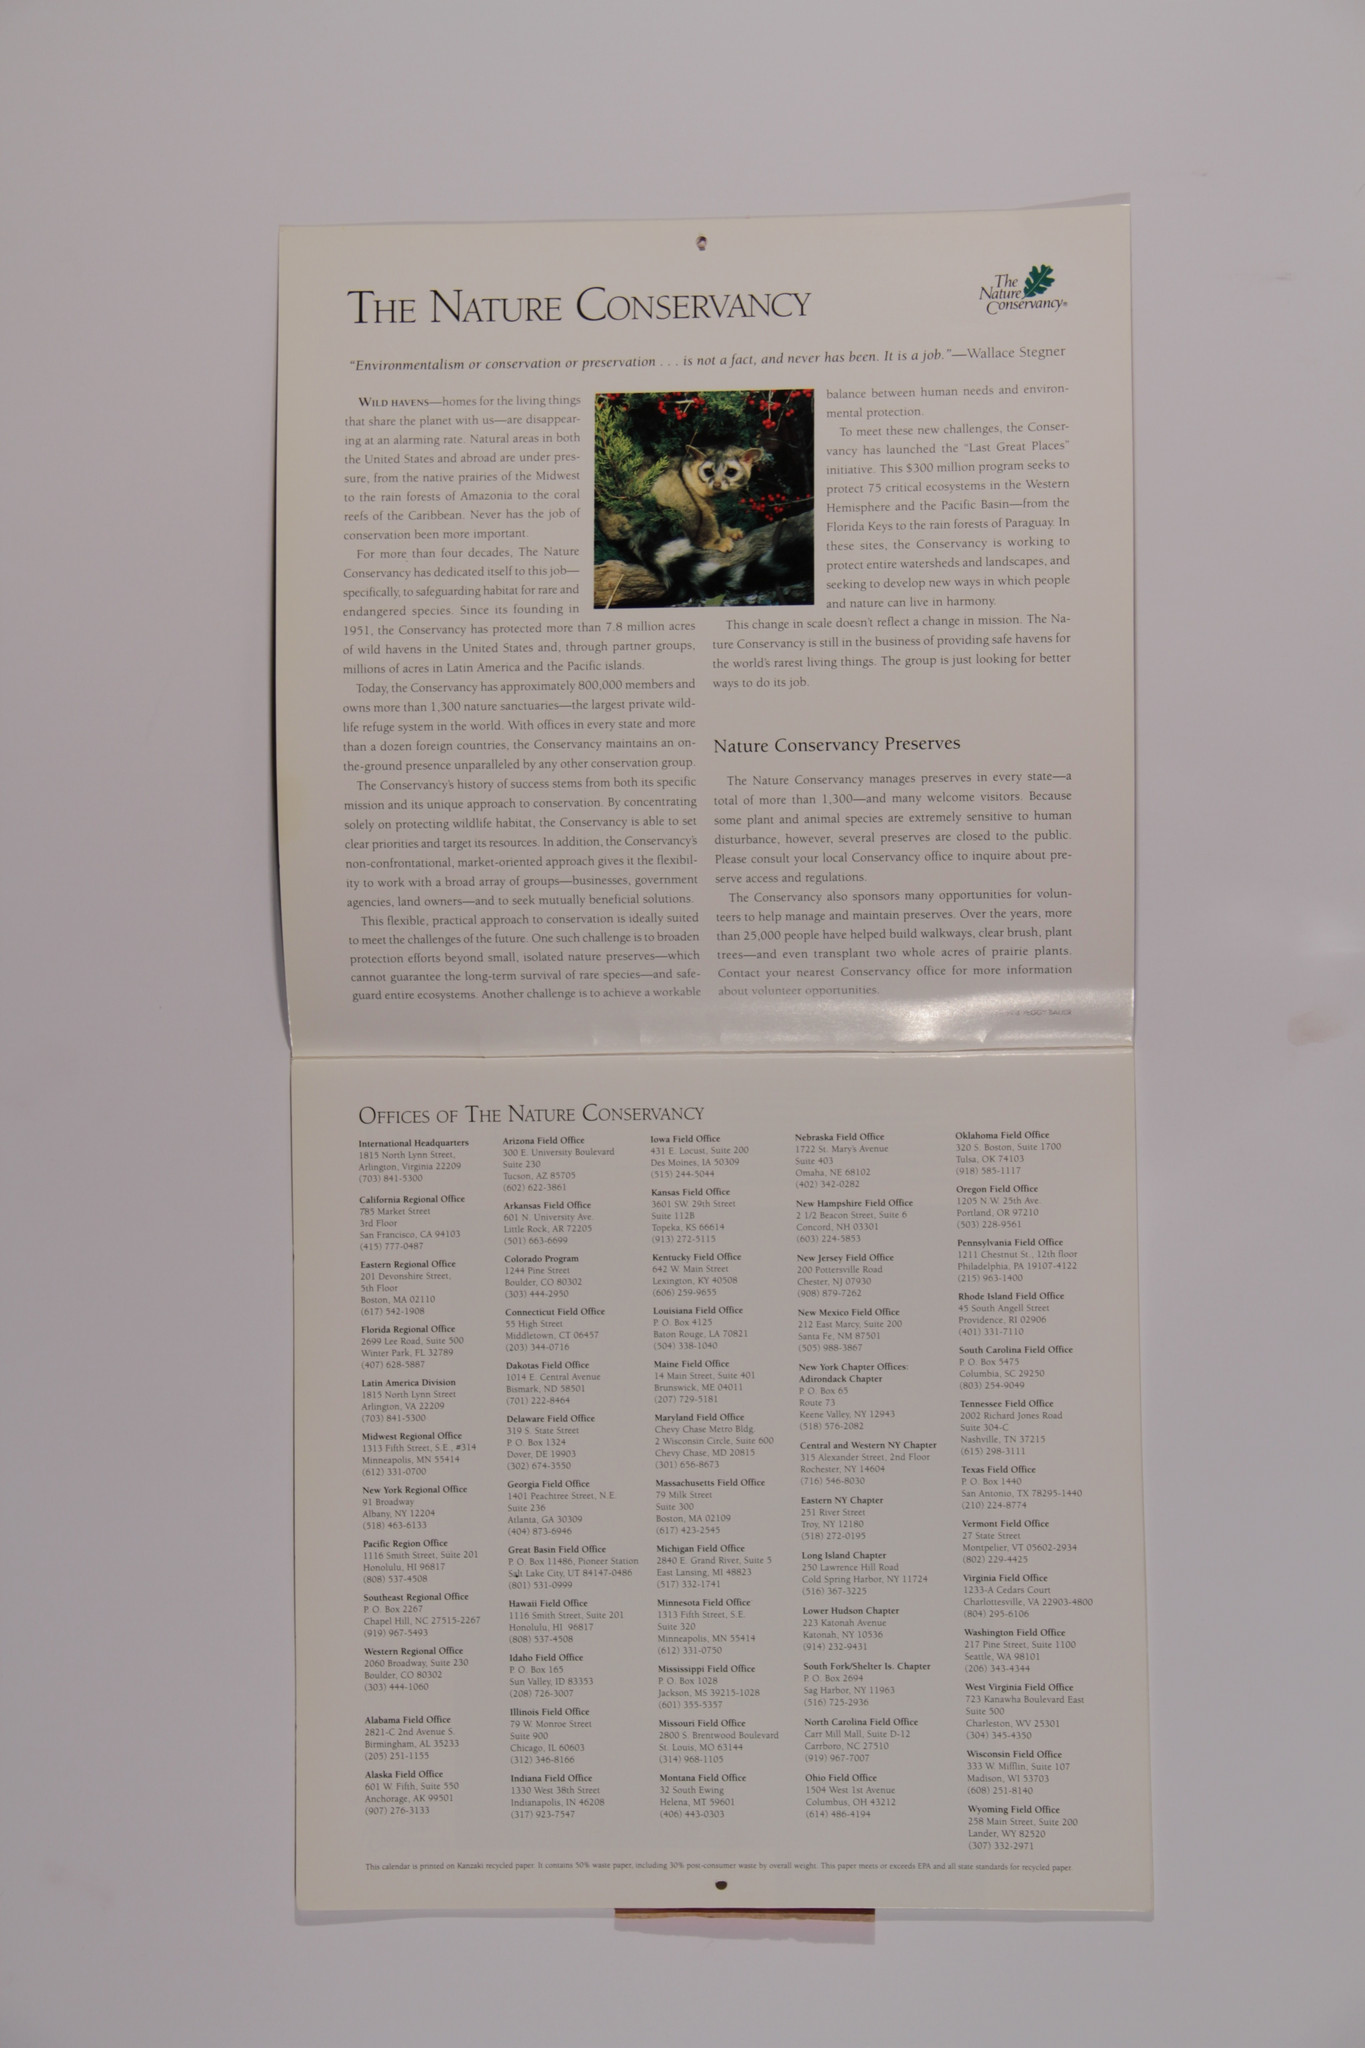 The
Nature
Conservancy®
THE NATURE CONSERVANCY
"Environmentalism or conservation or preservation . . . is not a fact, and never has been. It is a job."—Wallace Stegner
WILD HAVENS—homes for the living things
that share the planet with us—are disappear-
ing at an alarming rate. Natural areas in both
the United States and abroad are under pres-
sure, from the native prairies of the Midwest
to the rain forests of Amazonia to the coral
reefs of the Caribbean. Never has the job of
conservation been more important.
For more than four decades, The Nature
Conservancy has dedicated itself to this job—
specifically, to safeguarding habitat for rare and
endangered species. Since its founding in
1951, the Conservancy has protected more than 7.8 million acres
of wild havens in the United States and, through partner groups,
millions of acres in Latin America and the Pacific islands.
Today, the Conservancy has approximately 800,000 members and
owns more than 1,300 nature sanctuaries—the largest private wild-
life refuge system in the world. With offices in every state and more
than a dozen foreign countries, the Conservancy maintains an on-
the-ground presence unparalleled by any other conservation group.
The Conservancy's history of success stems from both its specific
mission and its unique approach to conservation. By concentrating
solely on protecting wildlife habitat, the Conservancy is able to set
clear priorities and target its resources. In addition, the Conservancy's
non-confrontational, market-oriented approach gives it the flexibil-
ity to work with a broad array of groups—businesses, government
agencies, land owners—and to seek mutually beneficial solutions.
This flexible, practical approach to conservation is ideally suited
to meet the challenges of the future. One such challenge is to broaden
protection efforts beyond small, isolated nature preserves—which
cannot guarantee the long-term survival of rare species—and safe-
guard entire ecosystems. Another challenge is to achieve a workable
balance between human needs and environ-
mental protection.
To meet these new challenges, the Conser-
vancy has launched the "Last Great Places"
initiative. This $300 million program seeks to
protect 75 critical ecosystems in the Western
Hemisphere and the Pacific Basin—from the
Florida Keys to the rain forests of Paraguay. In
these sites, the Conservancy is working to
protect entire watersheds and landscapes, and
seeking to develop new ways in which people
and nature can live in harmony.
This change in scale doesn't reflect a change in mission. The Na-
ture Conservancy is still in the business of providing safe havens for
the world's rarest living things. The group is just looking for better
ways to do its job.
Nature Conservancy Preserves
The Nature Conservancy manages preserves in every state—a
total of more than 1,300—and many welcome visitors. Because
some plant and animal species are extremely sensitive to human
disturbance, however, several preserves are closed to the public.
Please consult your local Conservancy office to inquire about pre-
serve access and regulations.
The Conservancy also sponsors many opportunities for volun-
teers to help manage and maintain preserves. Over the years, more
than 25,000 people have helped build walkways, clear brush, plant
trees—and even transplant two whole acres of prairie plants.
Contact your nearest Conservancy office for more information
about volunteer opportunities.
OFFICES OF THE NATURE CONSERVANCY
International Headquarters
1815 North Lynn Street,
Arlington, Virginia 22209
(703) 841-5300
California Regional Office
785 Market Street
3rd Floor
San Francisco, CA 94103
(415) 777-0487
Eastern Regional Office
201 Devonshire Street,
5th Floor
Boston, MA 02110
(617) 542-1908
Florida Regional Office
2699 Lee Road, Suite 500
Winter Park, FL 32789
(407) 628-5887
Latin America Division
1815 North Lynn Street
Arlington, VA 22209
(703) 841-5300
Midwest Regional Office
1313 Fifth Street, S.E., #314
Minneapolis, MN 55414
(612) 331-0700
New York Regional Office
91 Broadway
Albany, NY 12204
(518) 463-6133
Pacific Region Office
1116 Smith Street, Suite 201
Honolulu, HI 96817
(808) 537-4508
Southeast Regional Office
P. O. Box 2267
Chapel Hill, NC 27515-2267
(919) 967-5493
Western Regional Office
2060 Broadway, Suite 230
Boulder, CO 80302
(303) 444-1060
Alabama Field Office
2821-C 2nd Avenue S.
Birmingham, AL 35233
(205) 251-1155
Alaska Field Office
601 W. Fifth, Suite 550
Anchorage, AK 99501
(907) 276-3133
Arizona Field Office
300 E. University Boulevard
Suite 230
Tucson, AZ 85705
(602) 622-3861
Arkansas Field Office
601 N. University Ave.
Little Rock, AR 72205
(501) 663-6699
Colorado Program
1244 Pine Street
Boulder, CO 80302
(303) 444-2950
Connecticut Field Office
55 High Street
Middletown, CT 06457
(203) 344-0716
Dakotas Field Office
1014 E. Central Avenue
Bismark, ND 58501
(701) 222-8464
Delaware Field Office
319 S. State Street
P. O. Box 1324
Dover, DE 19903
(302) 674-3550
Georgia Field Office
1401 Peachtree Street, N.E.
Suite 236
Atlanta, GA 30309
(404) 873-6946
Great Basin Field Office
P. O. Box 11486, Pioneer Station
Salt Lake City, UT 84147-0486
(801) 531-0999
Hawaii Field Office
1116 Smith Street, Suite 201
Honolulu, HI 96817
(808) 537-4508
Idaho Field Office
P. O. Box 165
Sun Valley, ID 83353
(208) 726-3007
Illinois Field Office
79 W. Monroe Street
Suite 900
Chicago, IL 60603
(312) 346-8166
Indiana Field Office
1330 West 38th Street
Indianapolis, IN 46208
(317) 923-7547
Iowa Field Office
431 E. Locust, Suite 200
Des Moines, IA 50309
(515) 244-5044
Kansas Field Office
3601 SW. 29th Street
Suite 112B
Topeka, KS 66614
(913) 272-5115
Kentucky Field Office
642 W. Main Street
Lexington, KY 40508
(606) 259-9655
Louisiana Field Office
P. O. Box 4125
Baton Rouge, LA 70821
(504) 338-1040
Maine Field Office
14 Main Street, Suite 401
Brunswick, ME 04011
(207) 729-5181
Maryland Field Office
Chevy Chase Metro Bldg.
2 Wisconsin Circle, Suite 600
Chevy Chase, MD 20815
(301) 656-8673
Massachusetts Field Office
79 Milk Street
Suite 300
Boston, MA 02109
(617) 423-2545
Michigan Field Office
2840 E. Grand River, Suite 5
East Lansing, MI 48823
(517) 332-1741
Minnesota Field Office
1313 Fifth Street, S.E.
Suite 320
Minneapolis, MN 55414
(612) 331-0750
Mississippi Field Office
P. O. Box 1028
Jackson, MS 39215-1028
(601) 355-5357
Missouri Field Office
2800 S. Brentwood Boulevard
St. Louis, MO 63144
(314) 968-1105
Montana Field Office
32 South Ewing
Helena, MT 59601
(406) 443-0303
Nebraska Field Office
1722 St. Mary's Avenue
Suite 403
Omaha, NE 68102
(402) 342-0282
New Hampshire Field Office
2 1/2 Beacon Street, Suite 6
Concord, NH 03301
(603) 224-5853
New Jersey Field Office
200 Pottersville Road
Chester, NJ 07930
(908) 879-7262
New Mexico Field Office
212 East Marcy, Suite 200
Santa Fe, NM 87501
(505) 988-3867
New York Chapter Offices:
Adirondack Chapter
P. O. Box 65
Route 73
Keene Valley, NY 12943
(518) 576-2082
Central and Western NY Chapter
315 Alexander Street, 2nd Floor
Rochester, NY 14604
(716) 546-8030
Eastern NY Chapter
251 River Street
Troy, NY 12180
(518) 272-0195
Long Island Chapter
250 Lawrence Hill Road
Cold Spring Harbor, NY 11724
(516) 367-3225
Lower Hudson Chapter
223 Katonah Avenue
Katonah, NY 10536
(914) 232-9431
South Fork/Shelter Is. Chapter
P. O. Box 2694
Sag Harbor, NY 11963
(516) 725-2936
North Carolina Field Office
Carr Mill Mall, Suite D-12
Carrboro, NC 27510
(919) 967-7007
Ohio Field Office
1504 West 1st Avenue
Columbus, OH 43212
(614) 486-4194
Oklahoma Field Office
320 S. Boston, Suite 1700
Tulsa, OK 74103
(918) 585-1117
Oregon Field Office
1205 N.W. 25th Ave.
Portland, OR 97210
(503) 228-9561
Pennsylvania Field Office
1211 Chestnut St., 12th floor
Philadelphia, PA 19107-4122
(215) 963-1400
Rhode Island Field Office
45 South Angell Street
Providence, RI 02906
(401) 331-7110
South Carolina Field Office
P. O. Box 5475
Columbia, SC 29250
(803) 254-9049
Tennessee Field Office
2002 Richard Jones Road
Suite 304-C
Nashville, TN 37215
(615) 298-3111
Texas Field Office
P. O. Box 1440
San Antonio, TX 78295-1440
(210) 224-8774
Vermont Field Office
27 State Street
Montpelier, VT 05602-2934
(802) 229-4425
Virginia Field Office
1233-A Cedars Court
Charlottesville, VA 22903-4800
(804) 295-6106
Washington Field Office
217 Pine Street, Suite 1100
Seattle, WA 98101
(206) 343-4344
West Virginia Field Office
723 Kanawha Boulevard East
Suite 500
Charleston, WV 25301
(304) 345-4350
Wisconsin Field Office
333 W. Mifflin, Suite 107
Madison, WI 53703
(608) 251-8140
Wyoming Field Office
258 Main Street, Suite 200
Lander, WY 82520
(307) 332-2971
This calendar is printed on Kanzaki recycled paper. It contains 50% waste paper, including 30% post-consumer waste by overall weight. This paper meets or exceeds EPA and all state standards for recycled paper